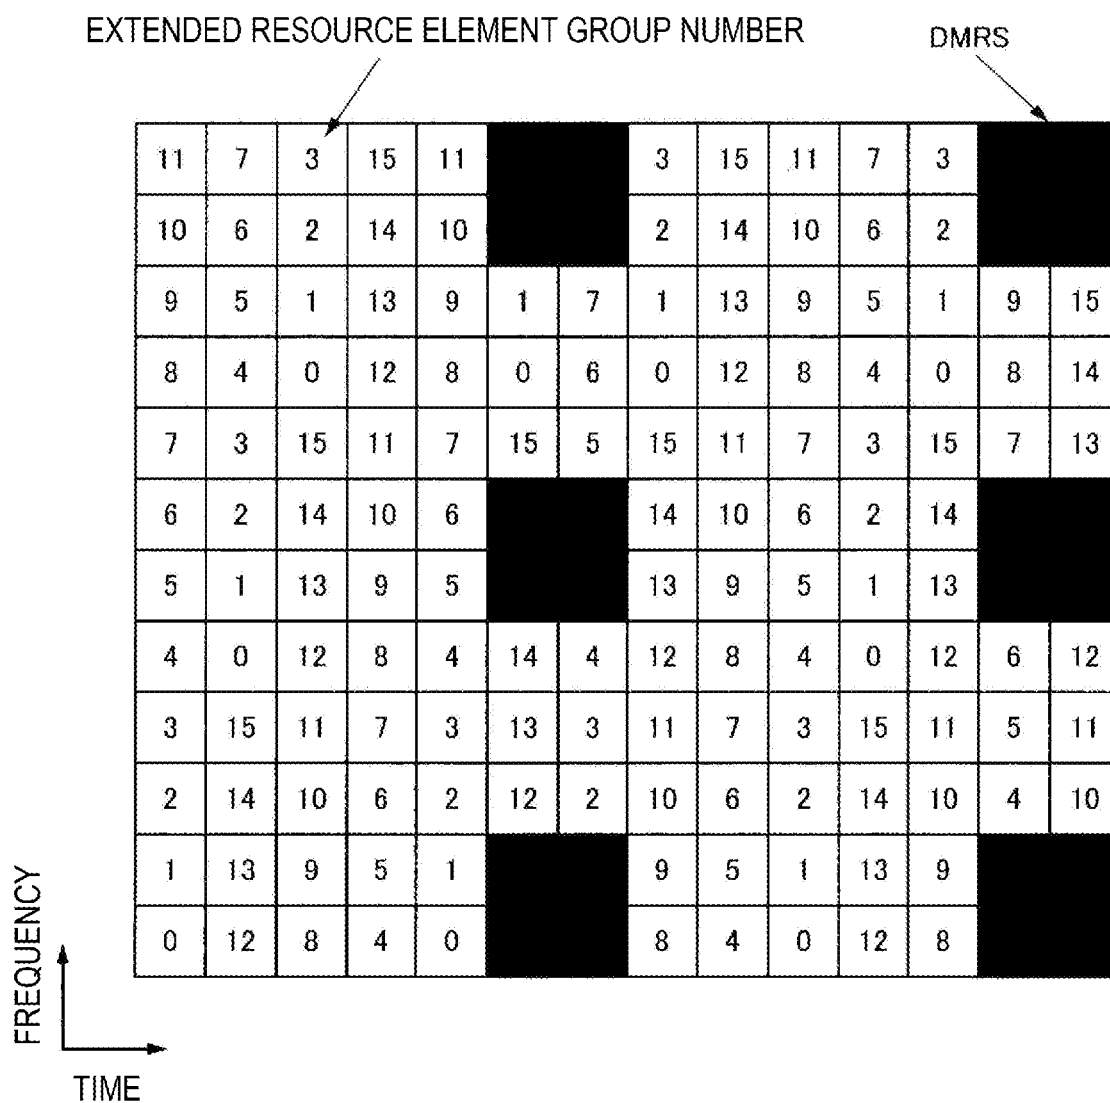 EXTENDED RESOURCE ELEMENT GROUP NUMBER DMRS
11 7 3 15 11 3 15 11 7 3
10 6 2 14 10 2 14 10 6 2
9 5 1 13 9 1 7 1 13 9 5 1 9 15
8 4 0 12 8 0 6 0 12 8 4 0 8 14
7 3 15 11 7 15 5 15 11 7 3 15 7 13
6 2 14 10 6 14 10 6 2 14
5 1 13 9 5 13 9 5 1 13
4 0 12 8 4 14 4 12 8 4 0 12 6 12
3 15 11 7 3 13 3 11 7 3 15 11 5 11
2 14 10 6 2 12 2 10 6 2 14 10 4 10
1 13 9 5 1 9 5 1 13 9
0 12 8 4 0 8 4 0 12 8
FREQUENCY
TIME